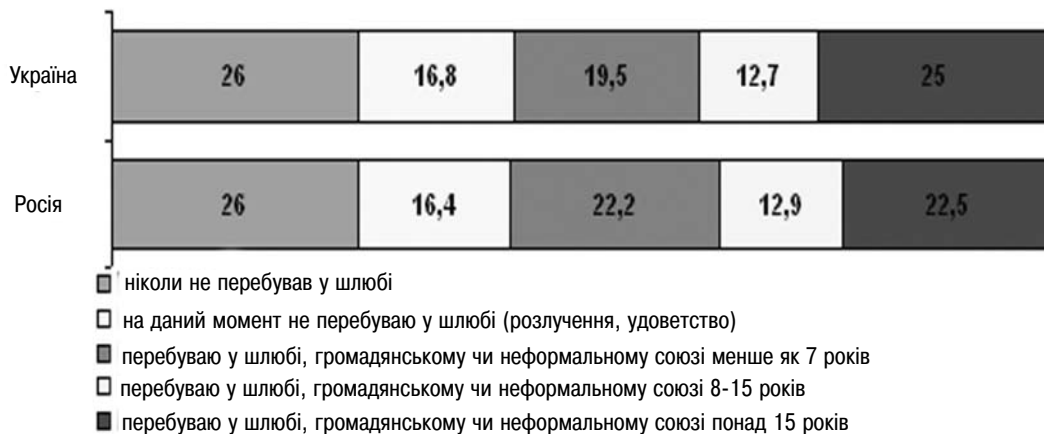 Україна 26 16,8 19,5 12,7 25
Росія 26 16,4 22,2 12,9 22,5
ніколи не перебував у шлюбі
на даний момент не перебуваю у шлюбі (розлучення, удоветство)
перебуваю у шлюбі, громадянському чи неформальному союзі менше як 7 років
перебуваю у шлюбі, громадянському чи неформальному союзі 8-15 років
перебуваю у шлюбі, громадянському чи неформальному союзі понад 15 років